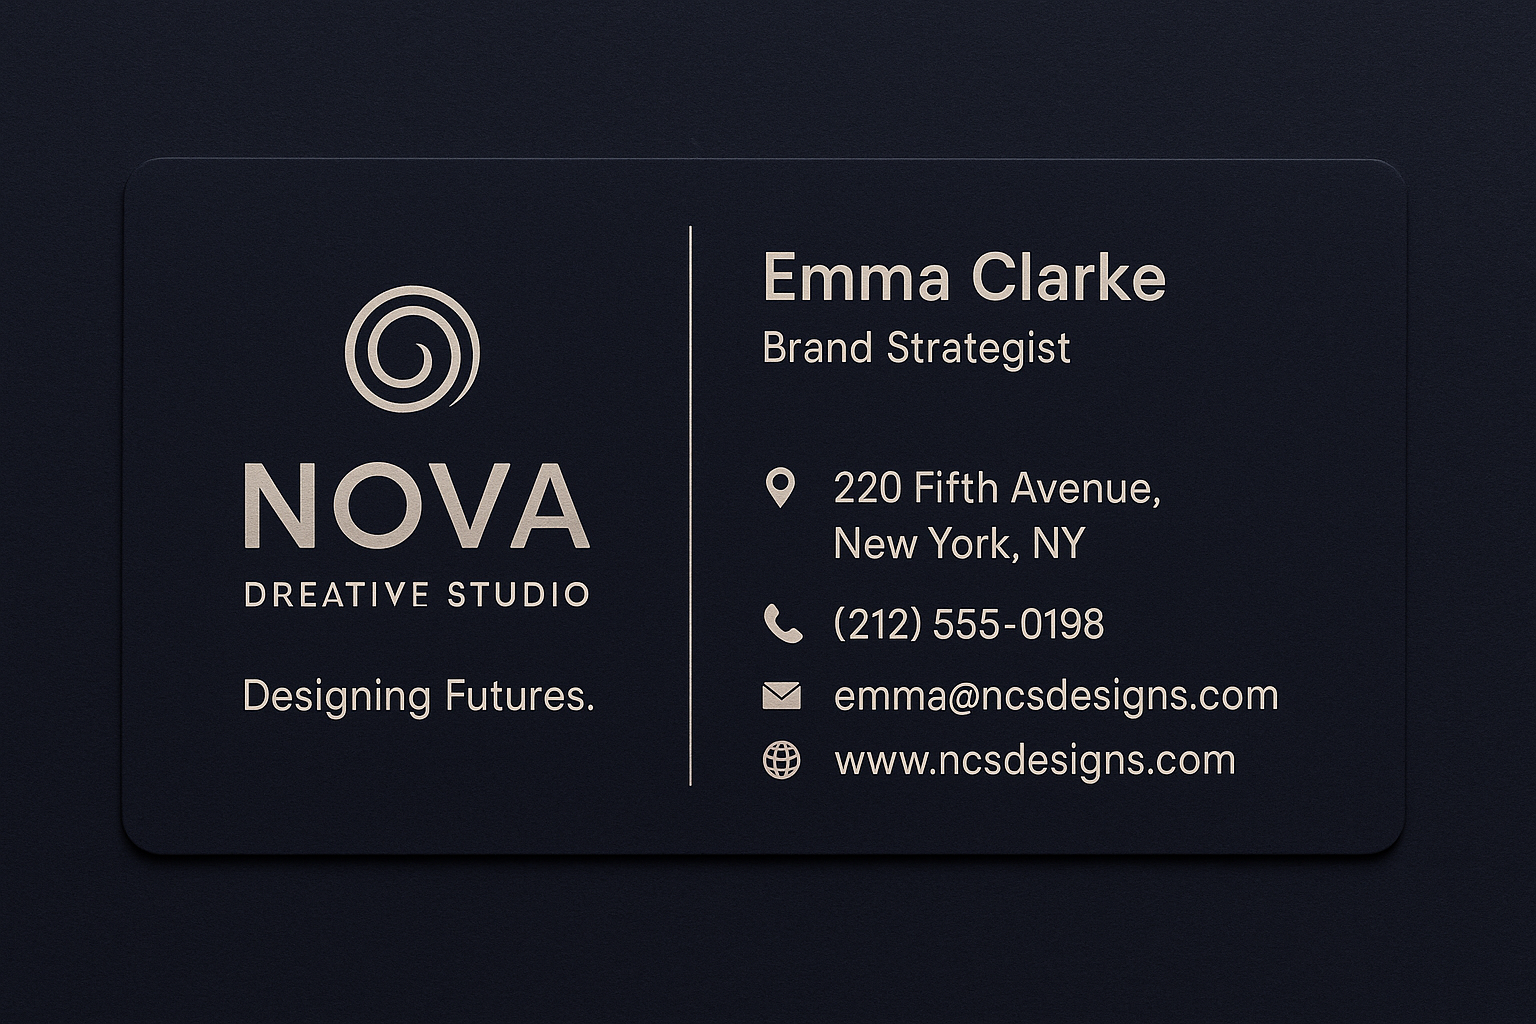 NOVA
DREATIVE STUDIO
Designing Futures.
Emma Clarke
Brand Strategist
220 Fifth Avenue,
New York, NY
(212) 555-0198
emma@ncsdesigns.com
www.ncsdesigns.com